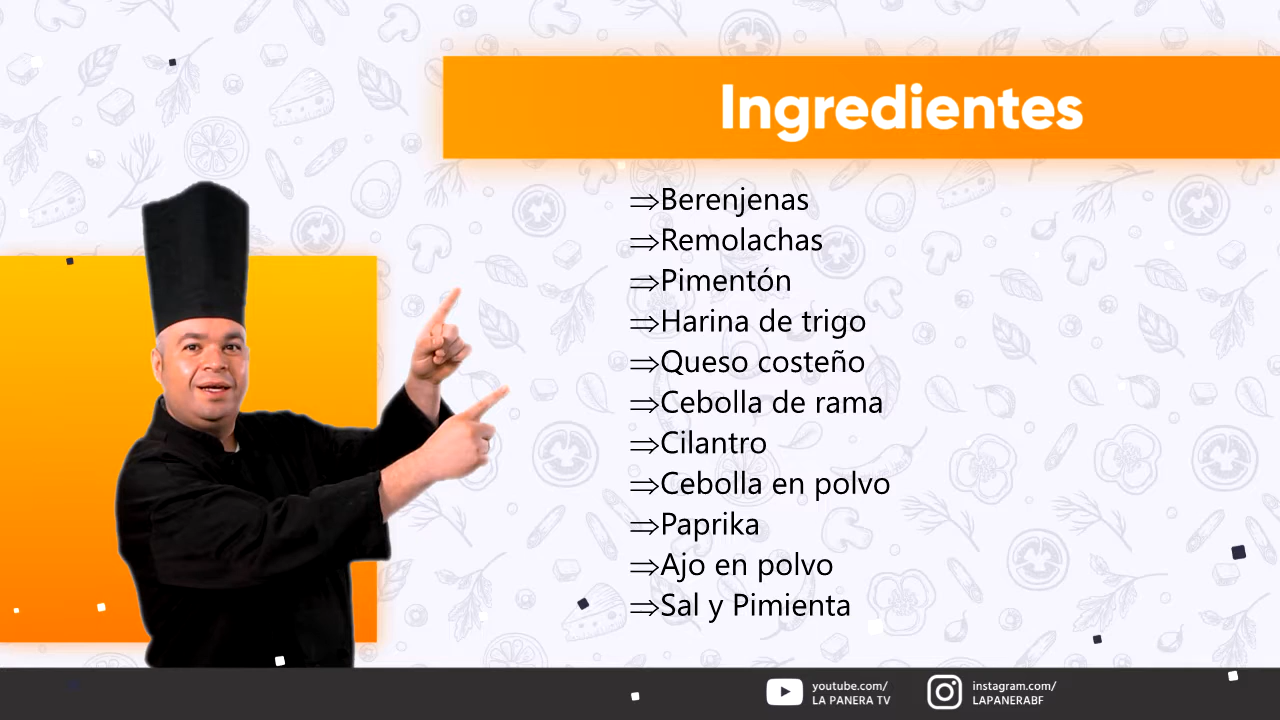 Ingredientes
⇒Berenjenas
⇒Remolachas
⇒Pimentón
⇒Harina de trigo
⇒Queso costeño
⇒Cebolla de rama
⇒Cilantro
⇒Cebolla en polvo
⇒Paprika
⇒Ajo en polvo
⇒Sal y Pimienta
youtube.com/
LA PANERA TV
instagram.com/
LAPANERABF